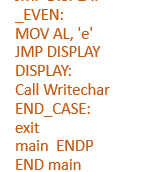 _EVEN:
MOV AL, 'e'
JMP DISPLAY
DISPLAY:
Call Writechar
END_CASE:
exit
main ENDP
END main